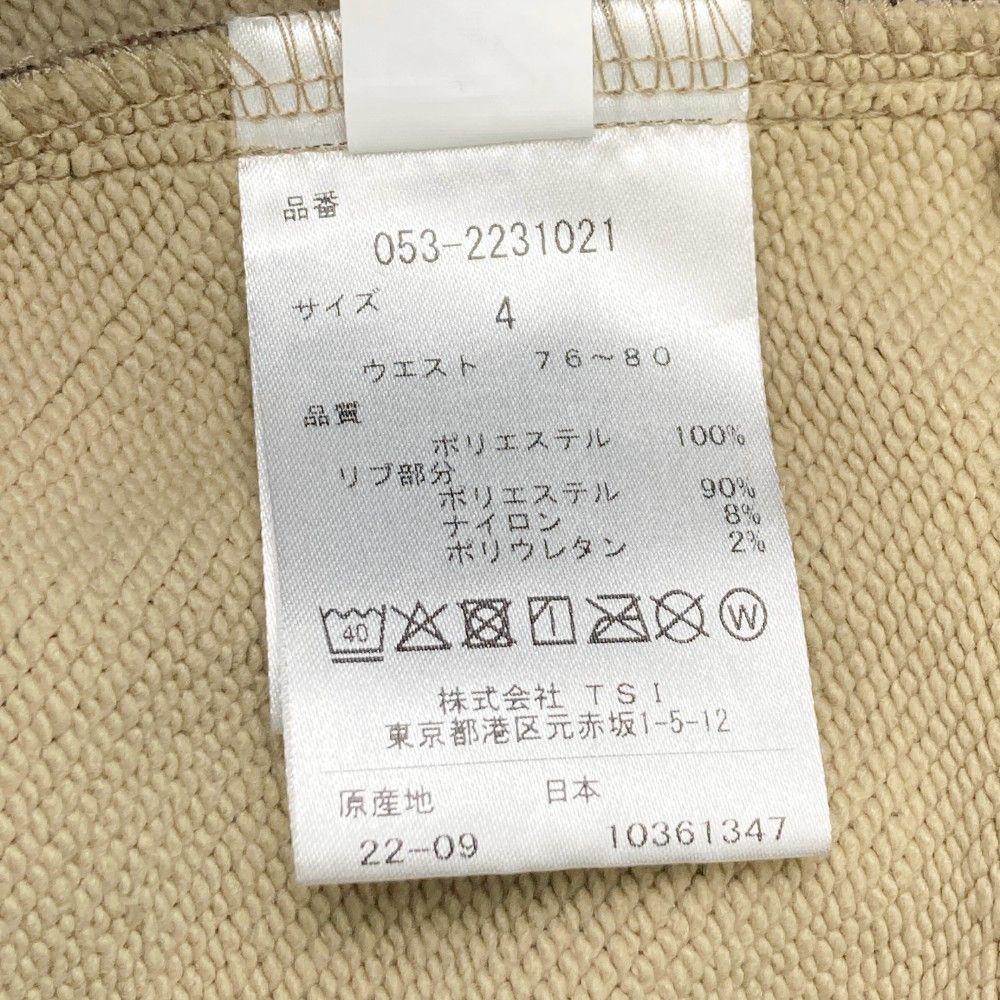 品番
053-2231021
サイズ 4
ウエスト 76～80
品質
ポリエステル 100%
リブ部分
ポリエステル 90%
ナイロン 8%
ポリウレタン 2%
40 W
株式会社 TSI
東京都港区元赤坂1-5-12
原産地 日本
22-09 10361347